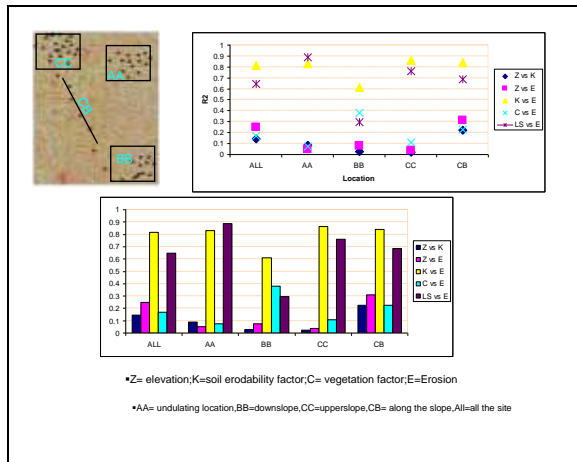 CC
AA
CB
BB
1
0.9
0.8
0.7
0.6
0.5
0.4
0.3
0.2
0.1
0
R2
ALL AA BB CC CB
Location
Z vs K
Z vs E
K vs E
C vs E
LS vs E
1
0.9
0.8
0.7
0.6
0.5
0.4
0.3
0.2
0.1
0
ALL AA BB CC CB
Z vs K
Z vs E
K vs E
C vs E
LS vs E
▪Z= elevation;K=soil erodability factor;C= vegetation factor;E=Erosion
▪AA= undulating location,BB=downslope,CC=upperslope,CB= along the slope,All=all the site